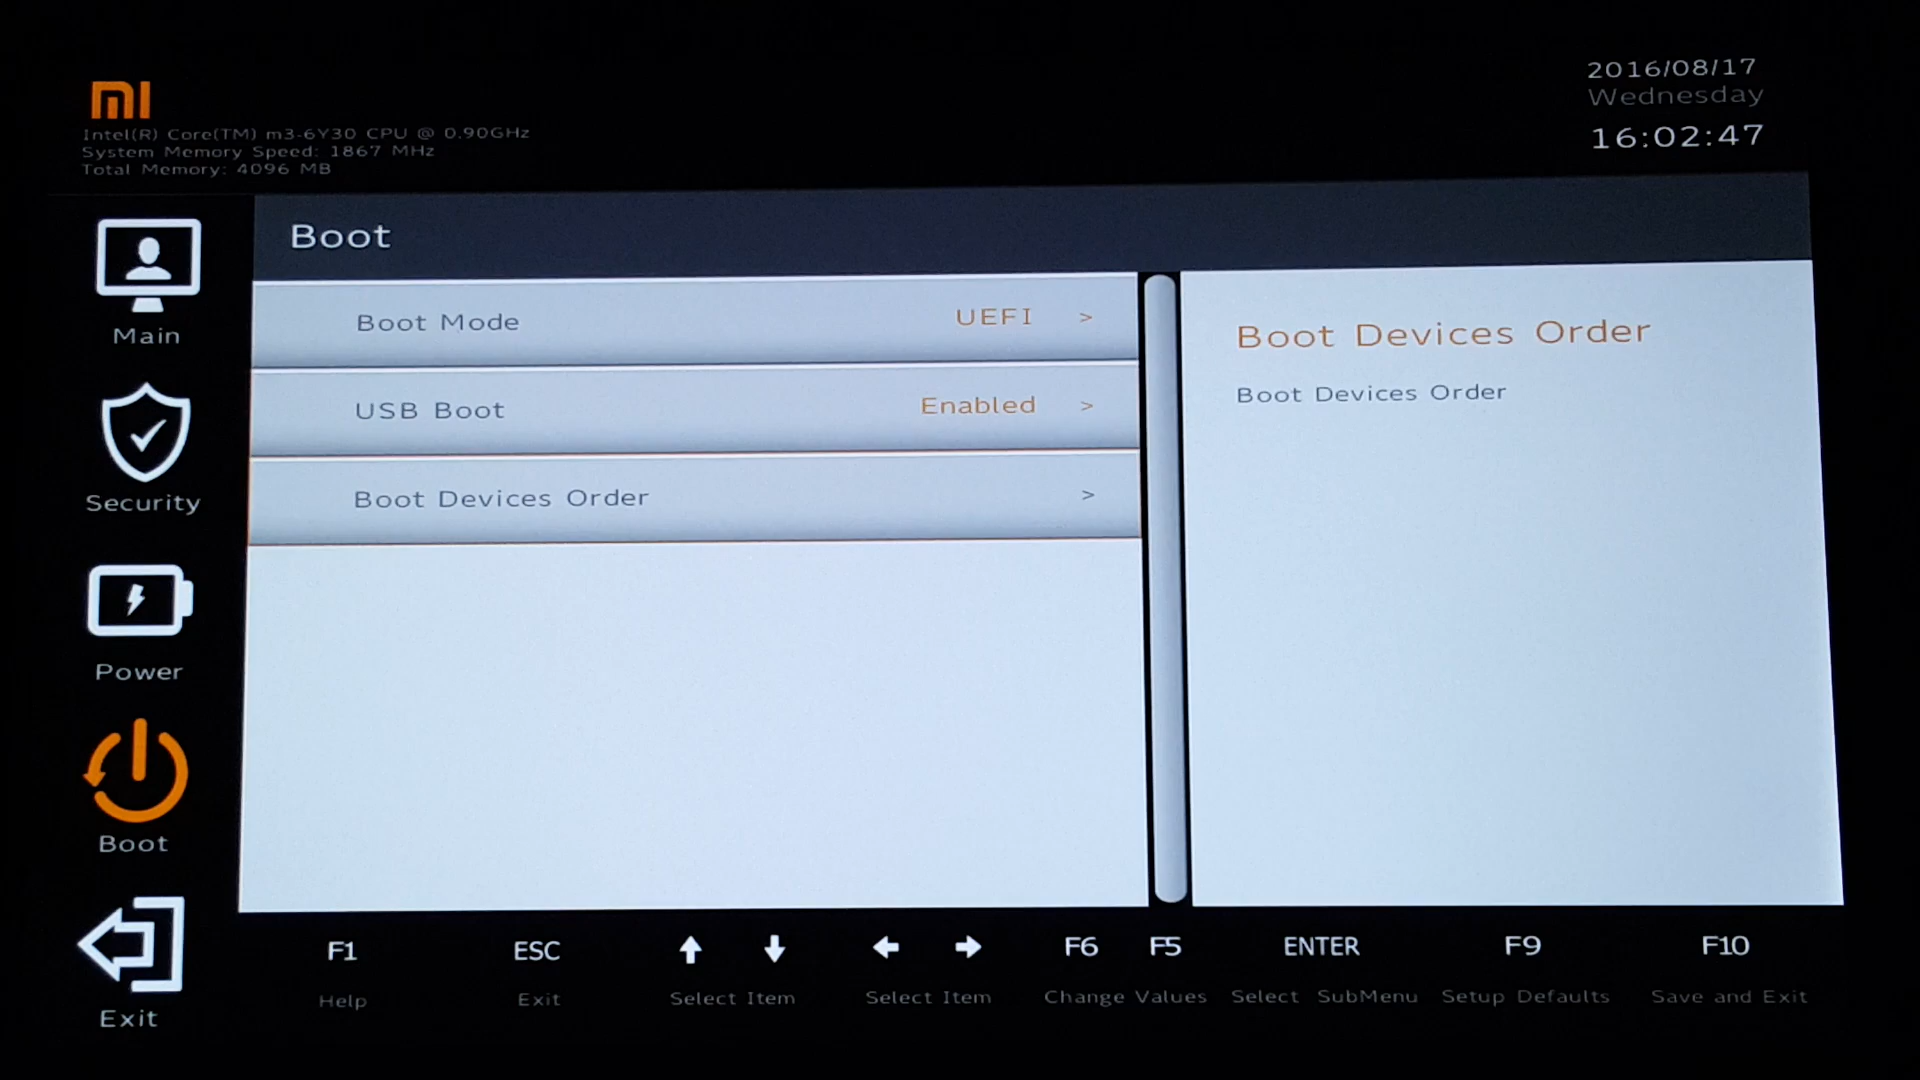 mi
Intel(R) Core(TM) m3-6Y30 CPU @ 0.90GHz
System Memory Speed: 1867 MHz
Total Memory: 4096 MB
2016/08/17
Wednesday
16:02:47
Main
Security
Power
Boot
Exit
Boot
Boot Mode UEFI >
USB Boot Enabled >
Boot Devices Order >
Boot Devices Order
Boot Devices Order
F1 ESC F6 F5 ENTER F9 F10
Help Exit Select Item Select Item Change Values Select SubMenu Setup Defaults Save and Exit